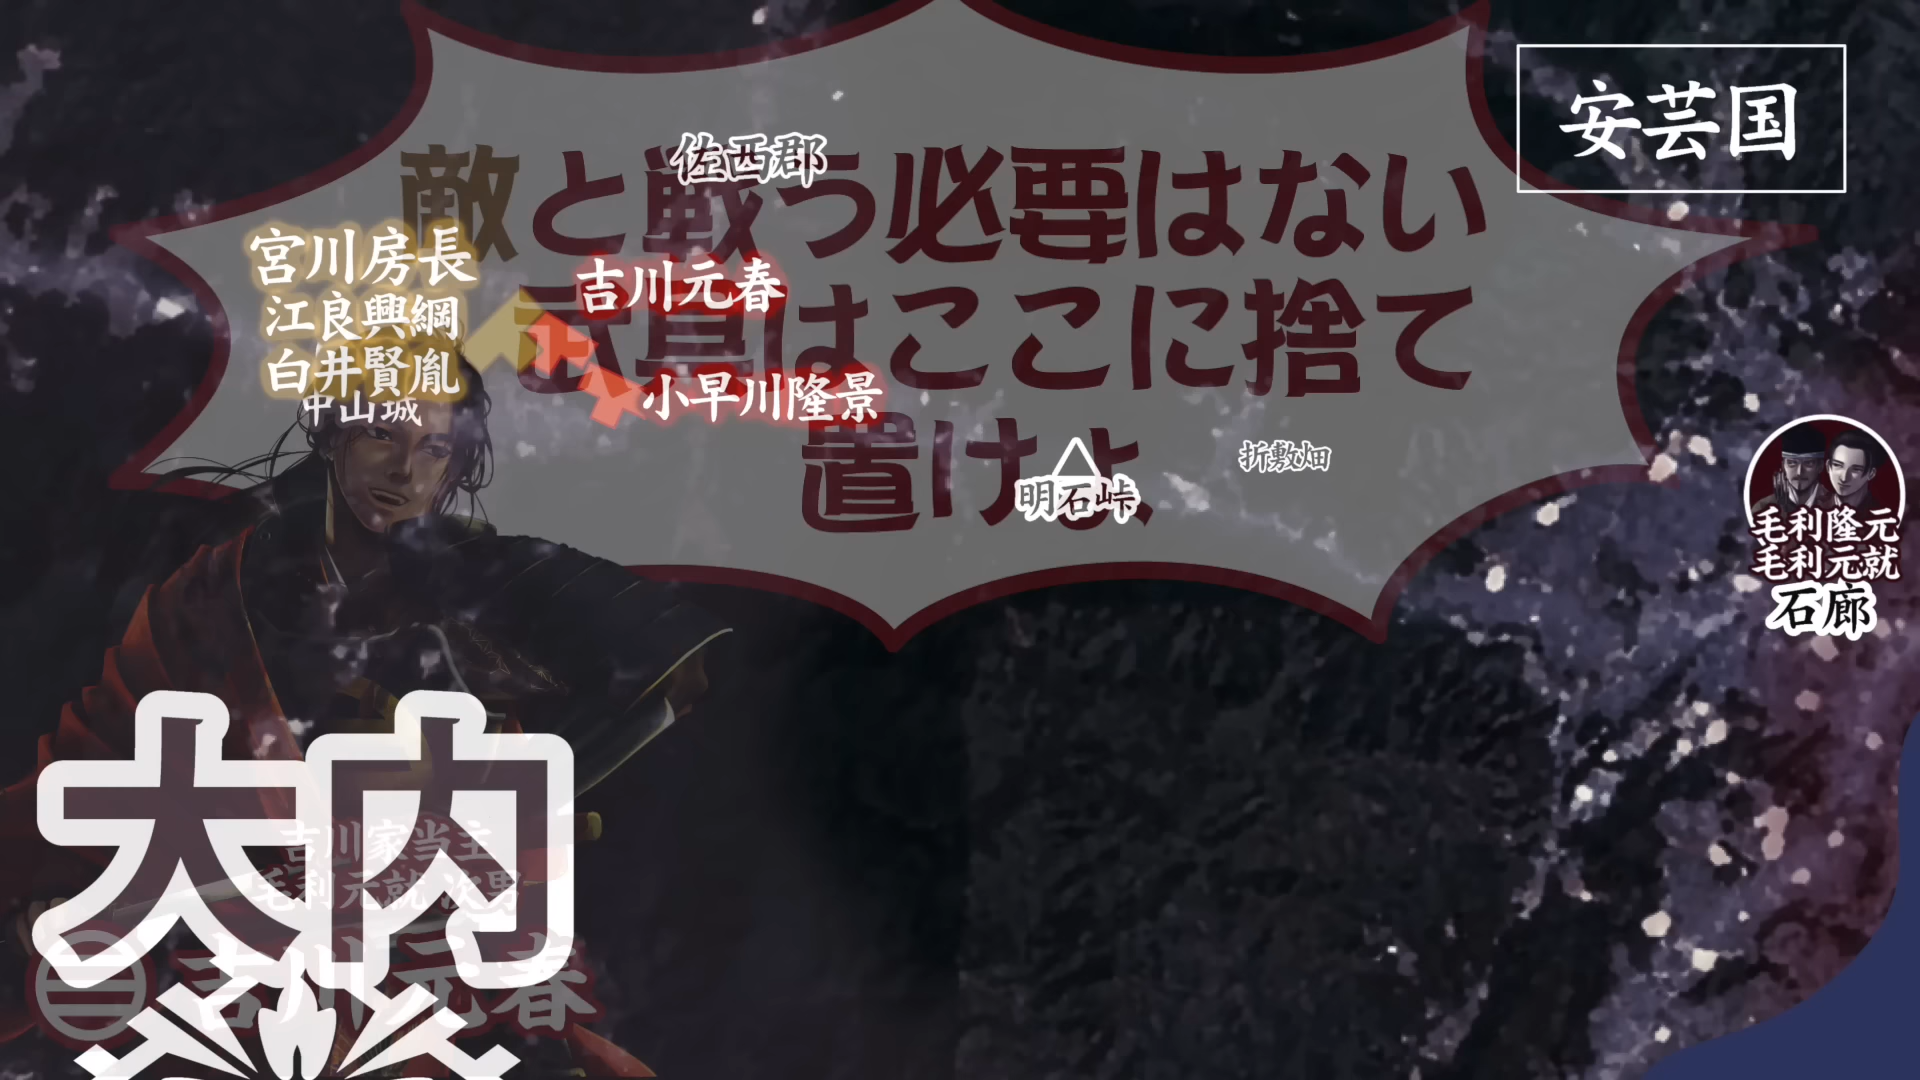 安芸国
敵と戦う必要はない
武具はここに捨て
置けよ
佐西郡
宮川房長
江良興綱
白井賢胤
中山城
吉川元春
小早川隆景
明石峠
折敷畑
毛利隆元
毛利元就
石廊
大内
吉川家当主
毛利元就 次男
吉川元春